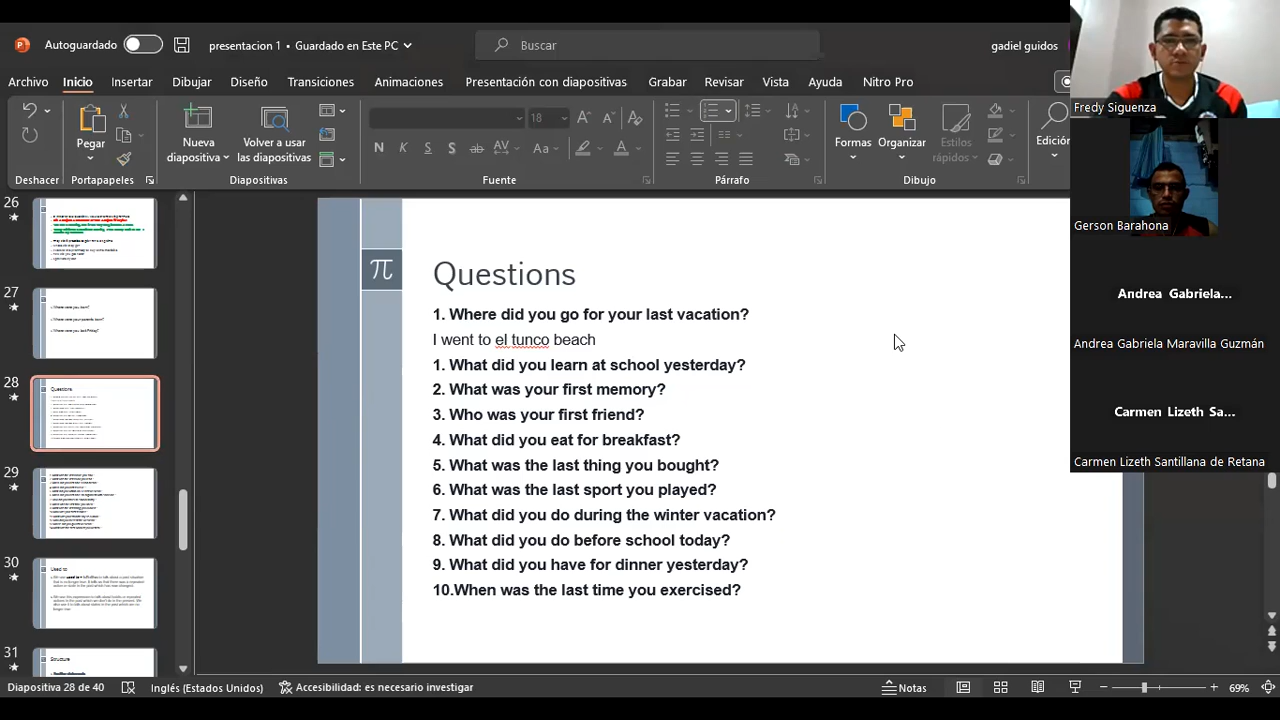 Autoguardado
presentacion 1 • Guardado en Este PC
Buscar
gadiel guidos
Archivo Inicio Insertar Dibujar Diseño Transiciones Animaciones Presentación con diapositivas Grabar Revisar Vista Ayuda Nitro Pro
18
Pegar
Nueva diapositiva
Volver a usar las diapositivas
N K S S ab Aa A
Formas
Organizar
Estilos rápidos
Edición
Deshacer Portapapeles Diapositivas Fuente Párrafo Dibujo
Fredy Siguenza
Gerson Barahona
Andrea Gabriela...
Andrea Gabriela Maravilla Guzmán
Carmen Lizeth Sa...
Carmen Lizeth Santillana de Retana
26
27
28
Questions
29
30
Used to
31
Structure
π
Questions
1. Where did you go for your last vacation?
I went to el tunco beach
1. What did you learn at school yesterday?
2. What was your first memory?
3. Who was your first friend?
4. What did you eat for breakfast?
5. What was the last thing you bought?
6. What was the last sport you played?
7. What did you do during the winter vacation?
8. What did you do before school today?
9. What did you have for dinner yesterday?
10.When was the last time you exercised?
Diapositiva 28 de 40
Inglés (Estados Unidos)
Accesibilidad: es necesario investigar
Notas
69%